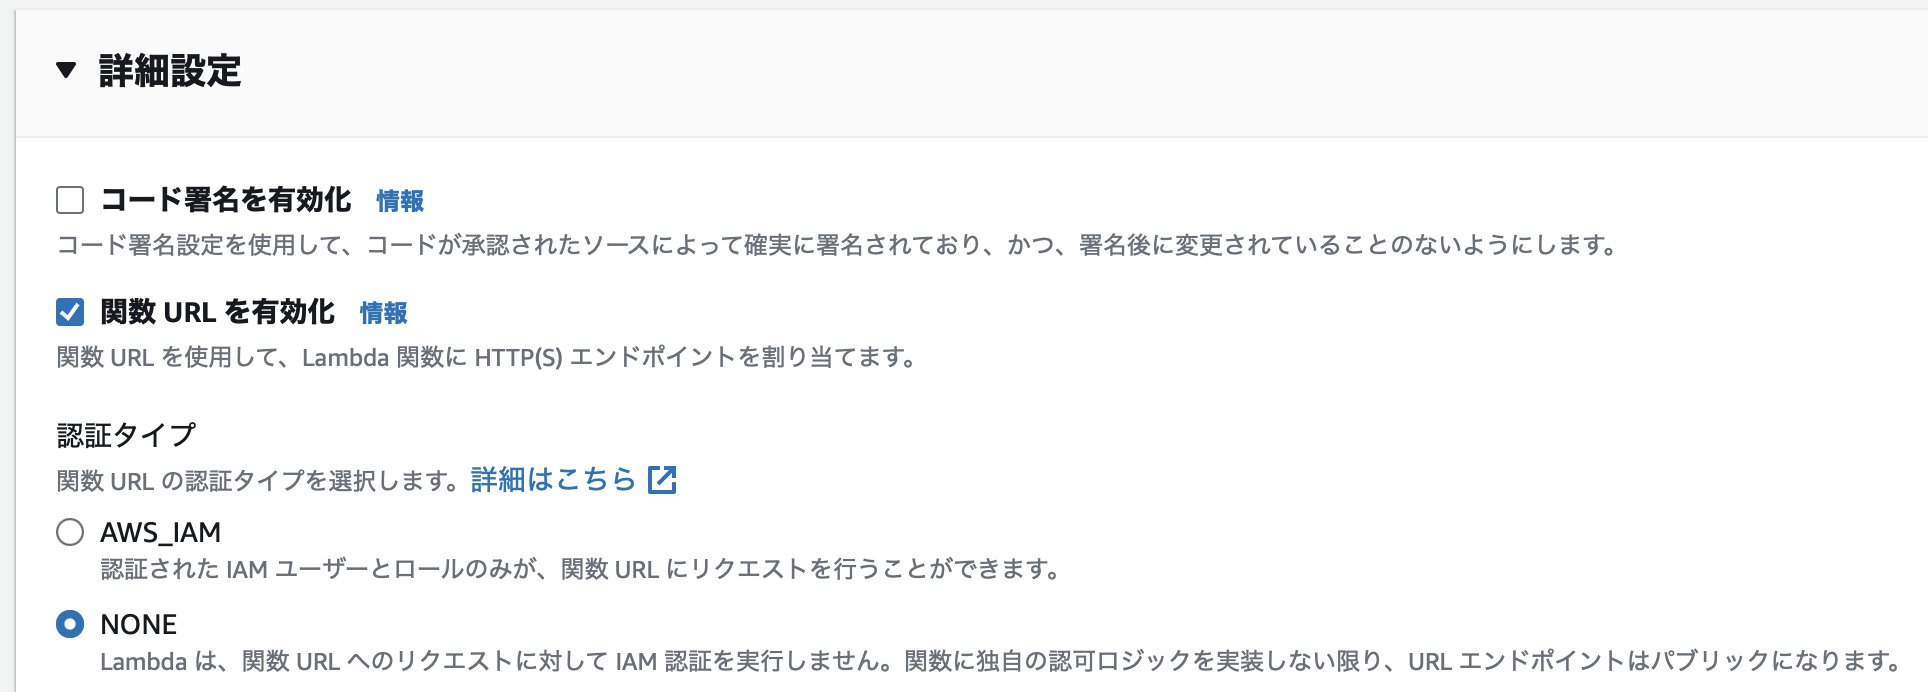 詳細設定
コード署名を有効化 情報
コード署名設定を使用して、コードが承認されたソースによって確実に署名されており、かつ、署名後に変更されていることのないようにします。
関数 URL を有効化 情報
関数 URL を使用して、Lambda 関数に HTTP(S) エンドポイントを割り当てます。
認証タイプ
関数 URL の認証タイプを選択します。詳細はこちら
AWS_IAM
認証された IAM ユーザーとロールのみが、関数 URL にリクエストを行うことができます。
NONE
Lambda は、関数 URL へのリクエストに対して IAM 認証を実行しません。関数に独自の認可ロジックを実装しない限り、URL エンドポイントはパブリックになります。